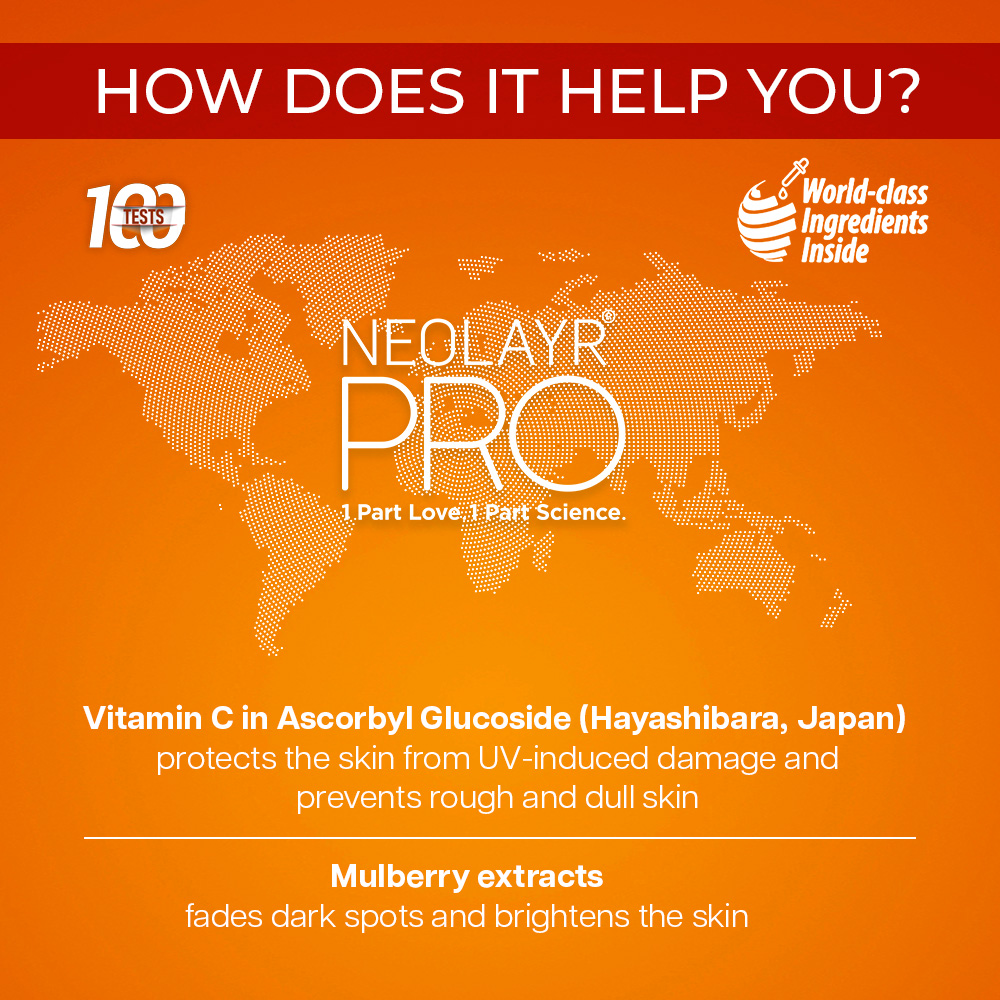 HOW DOES IT HELP YOU?
100
TESTS
World-class
Ingredients
Inside
NEOLAYR®
PRO
1 Part Love, 1 Part Science.
Vitamin C in Ascorbyl Glucoside (Hayashibara, Japan)
protects the skin from UV-induced damage and
prevents rough and dull skin
Mulberry extracts
fades dark spots and brightens the skin